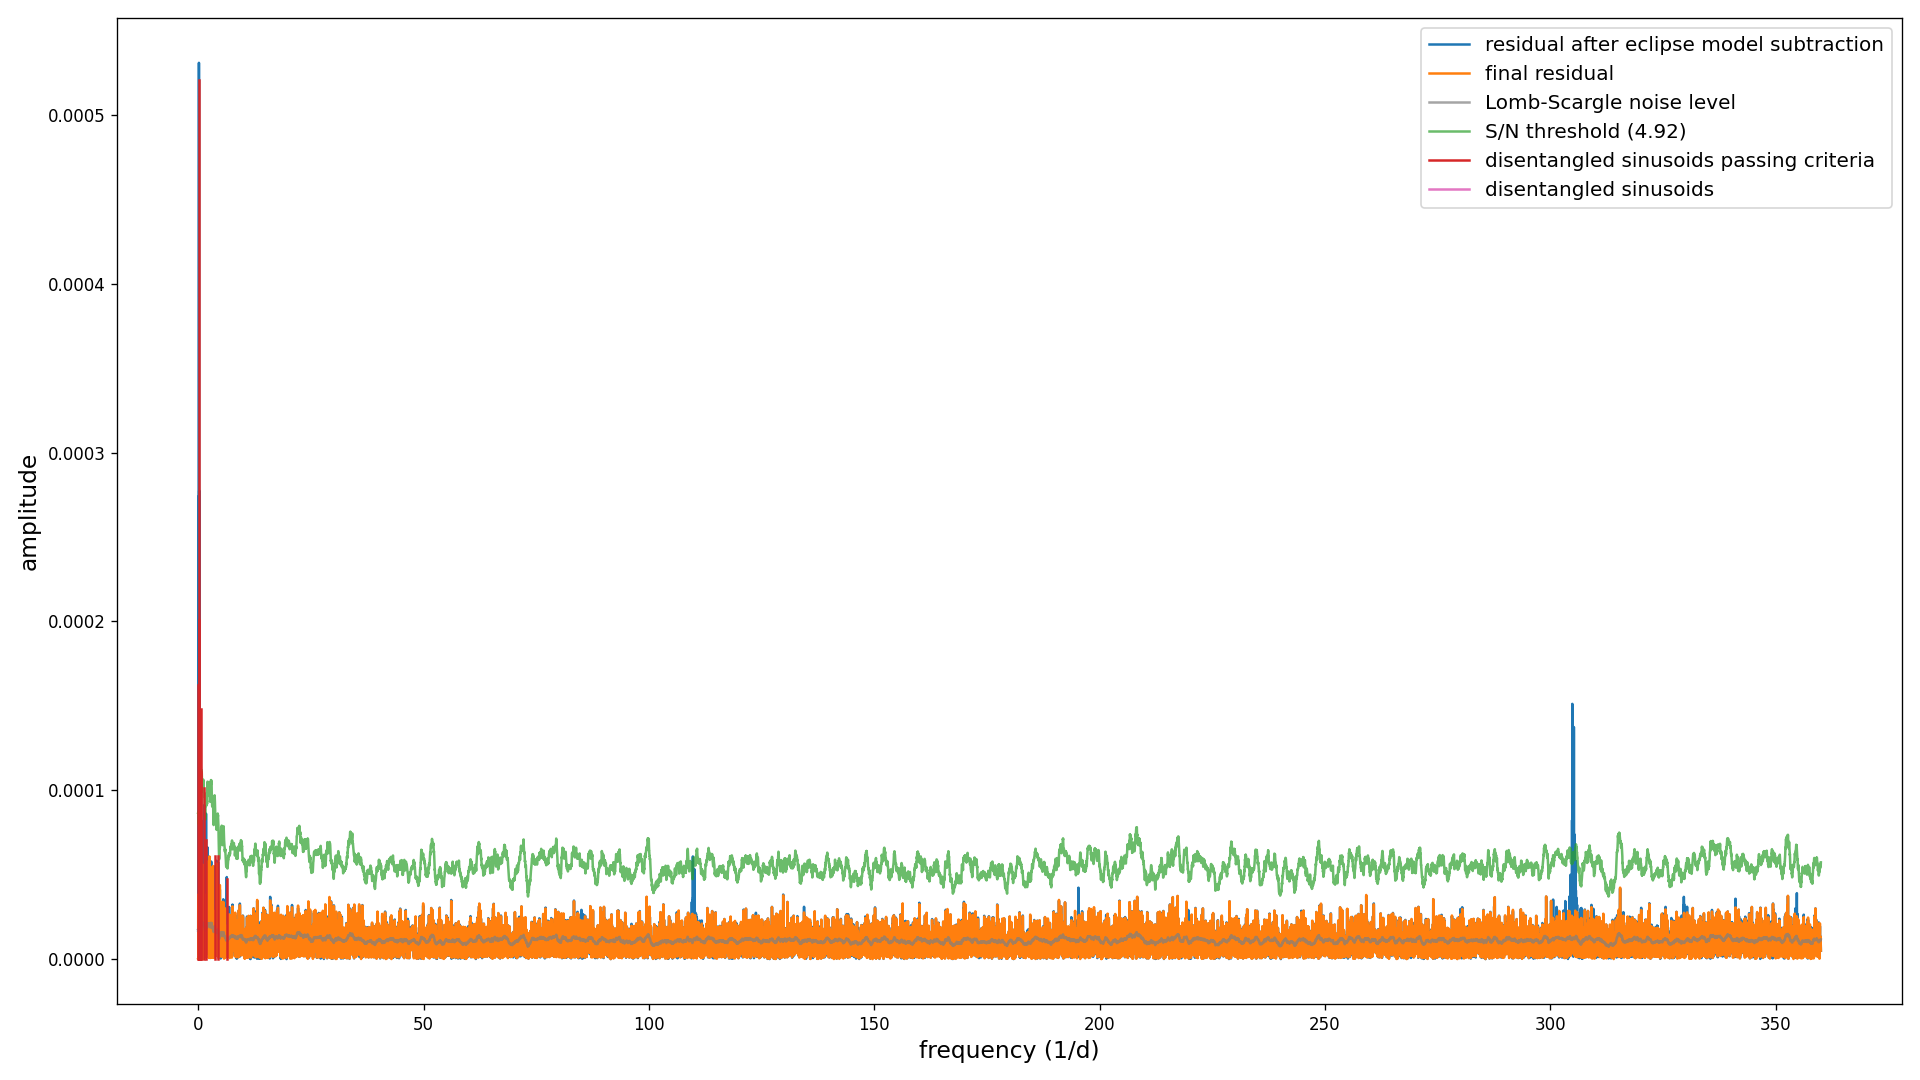 residual after eclipse model subtraction
final residual
Lomb-Scargle noise level
S/N threshold (4.92)
disentangled sinusoids passing criteria
disentangled sinusoids
0.0005
0.0004
0.0003
0.0002
0.0001
0.0000
amplitude
0 50 100 150 200 250 300 350
frequency (1/d)